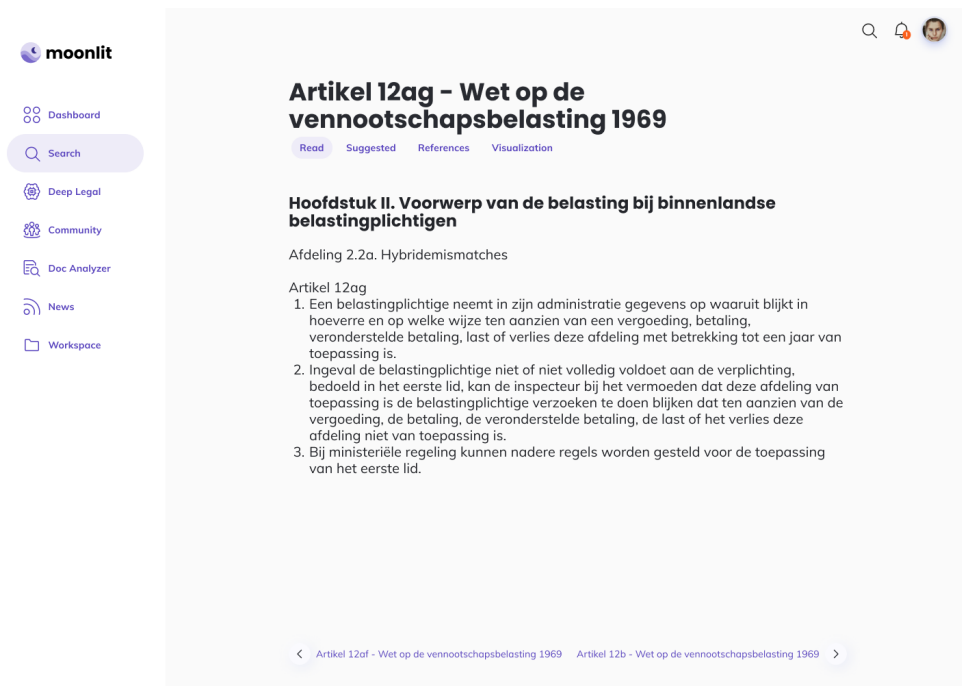 moonlit
Dashboard
Search
Deep Legal
Community
Doc Analyzer
News
Workspace
Artikel 12ag - Wet op de
vennootschapsbelasting 1969
Read Suggested References Visualization
Hoofdstuk II. Voorwerp van de belasting bij binnenlandse
belastingplichtigen
Afdeling 2.2a. Hybridemismatches
Artikel 12ag
1. Een belastingplichtige neemt in zijn administratie gegevens op waaruit blijkt in
hoeverre en op welke wijze ten aanzien van een vergoeding, betaling,
veronderstelde betaling, last of verlies deze afdeling met betrekking tot een jaar van
toepassing is.
2. Ingeval de belastingplichtige niet of niet volledig voldoet aan de verplichting,
bedoeld in het eerste lid, kan de inspecteur bij het vermoeden dat deze afdeling van
toepassing is de belastingplichtige verzoeken te doen blijken dat ten aanzien van de
vergoeding, de betaling, de veronderstelde betaling, de last of het verlies deze
afdeling niet van toepassing is.
3. Bij ministeriële regeling kunnen nadere regels worden gesteld voor de toepassing
van het eerste lid.
Artikel 12af - Wet op de vennootschapsbelasting 1969 Artikel 12b - Wet op de vennootschapsbelasting 1969